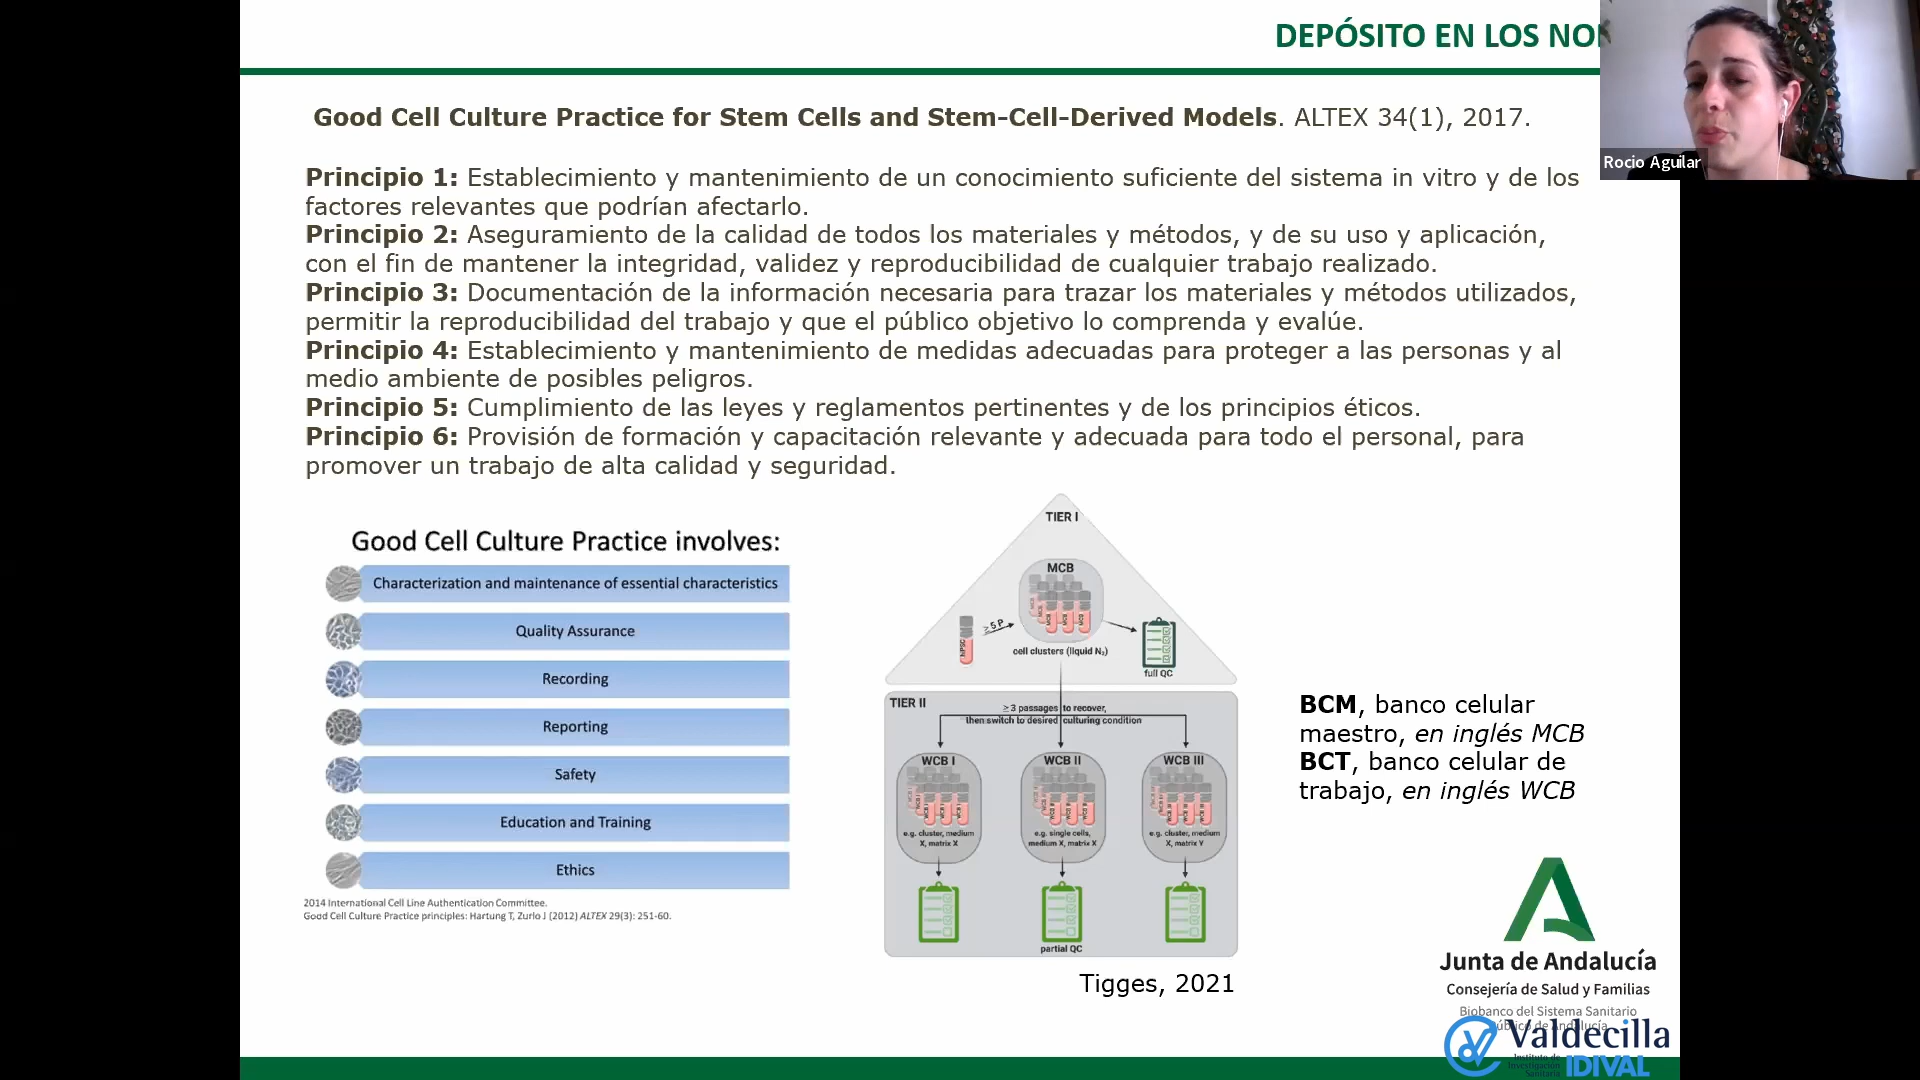 DEPÓSITO EN LOS NO
Rocio Aguilar
Good Cell Culture Practice for Stem Cells and Stem-Cell-Derived Models. ALTEX 34(1), 2017.
Principio 1: Establecimiento y mantenimiento de un conocimiento suficiente del sistema in vitro y de los
factores relevantes que podrían afectarlo.
Principio 2: Aseguramiento de la calidad de todos los materiales y métodos, y de su uso y aplicación,
con el fin de mantener la integridad, validez y reproducibilidad de cualquier trabajo realizado.
Principio 3: Documentación de la información necesaria para trazar los materiales y métodos utilizados,
permitir la reproducibilidad del trabajo y que el público objetivo lo comprenda y evalúe.
Principio 4: Establecimiento y mantenimiento de medidas adecuadas para proteger a las personas y al
medio ambiente de posibles peligros.
Principio 5: Cumplimiento de las leyes y reglamentos pertinentes y de los principios éticos.
Principio 6: Provisión de formación y capacitación relevante y adecuada para todo el personal, para
promover un trabajo de alta calidad y seguridad.
Good Cell Culture Practice involves:
Characterization and maintenance of essential characteristics
Quality Assurance
Recording
Reporting
Safety
Education and Training
Ethics
2014 International Cell Line Authentication Committee.
Good Cell Culture Practice principles: Hartung T, Zurlo J (2012) ALTEX 29(3): 251-60.
TIER I
MCB
MCB MCB MCB
hiPSC
≥5P
cell clusters (liquid N₂)
full QC
TIER II
≥3 passages to recover,
then switch to desired culturing condition
WCB I
WCB II
WCB III
e.g. cluster, medium
X, matrix X
e.g. single cells,
medium X, matrix X
e.g. cluster, medium
X, matrix Y
partial QC
Tigges, 2021
BCM, banco celular
maestro, en inglés MCB
BCT, banco celular de
trabajo, en inglés WCB
Junta de Andalucía
Consejería de Salud y Familias
Biobanco del Sistema Sanitario
Público de Andalucía
Valdecilla
Instituto de
Investigación
Sanitaria
IDIVAL